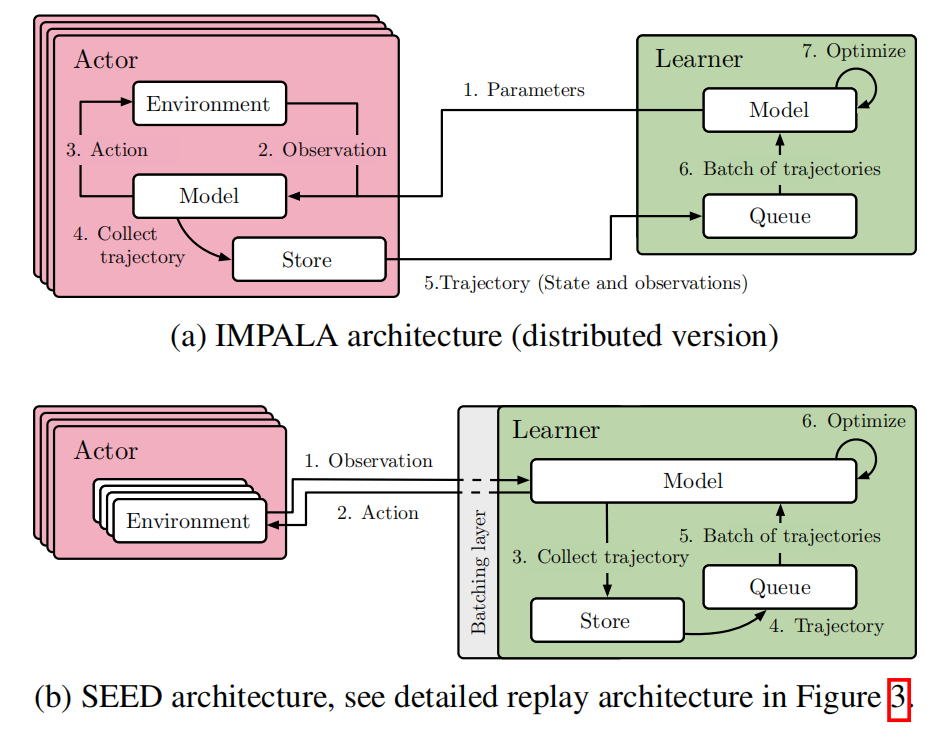 Actor
Environment
3. Action
2. Observation
Model
4. Collect
trajectory
Store
1. Parameters
5.Trajectory (State and observations)
Learner
7. Optimize
Model
6. Batch of trajectories
Queue
(a) IMPALA architecture (distributed version)
Actor
Environment
1. Observation
2. Action
Batching layer
Learner
6. Optimize
Model
3. Collect trajectory
5. Batch of trajectories
Queue
Store
4. Trajectory
(b) SEED architecture, see detailed replay architecture in Figure 3.